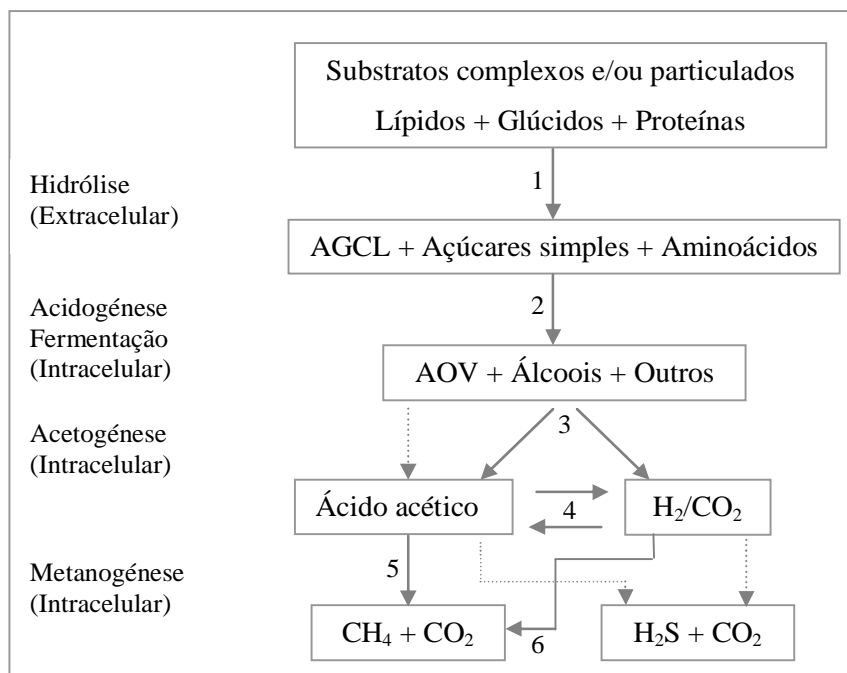 Substratos complexos e/ou particulados
Lípidos + Glúcidos + Proteínas
1
Hidrólise
(Extracelular)
AGCL + Açúcares simples + Aminoácidos
2
Acidogénese
Fermentação
(Intracelular)
AOV + Álcoois + Outros
3
Acetogénese
(Intracelular)
Ácido acético
4
H2/CO2
5
Metanogénese
(Intracelular)
6
CH4 + CO2
H2S + CO2